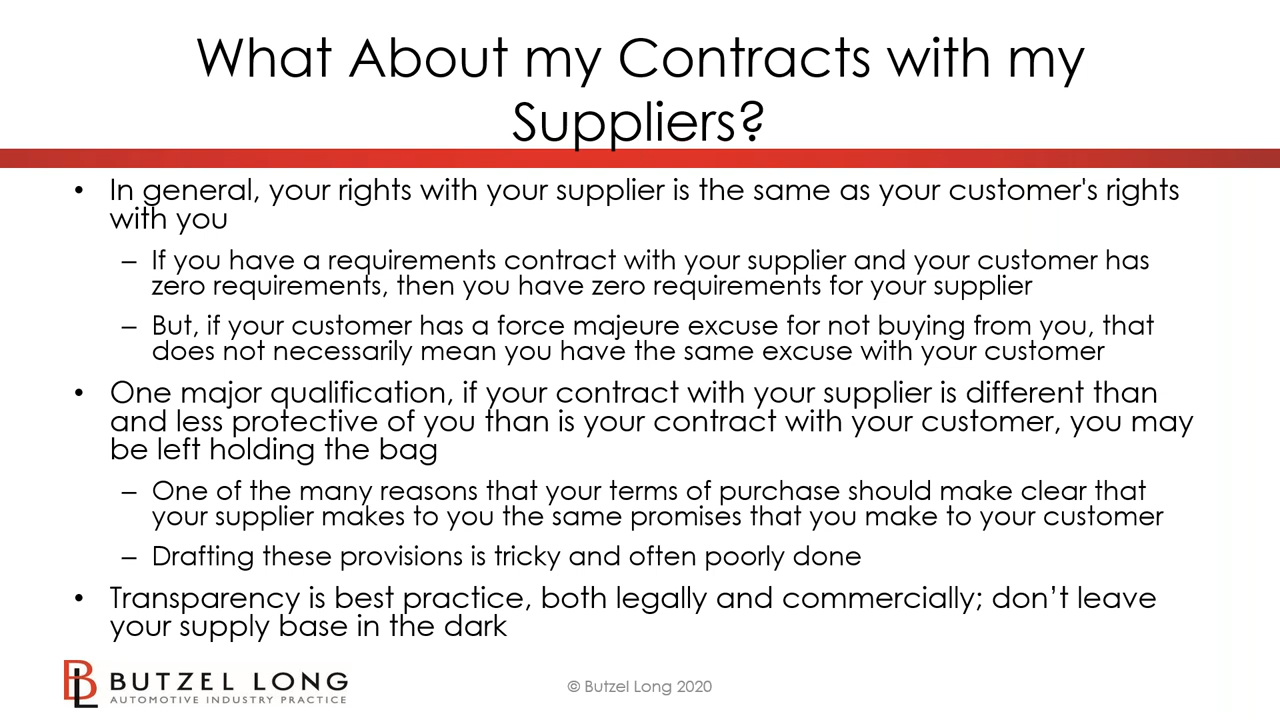 What About my Contracts with my
Suppliers?
• In general, your rights with your supplier is the same as your customer's rights
with you
– If you have a requirements contract with your supplier and your customer has
zero requirements, then you have zero requirements for your supplier
– But, if your customer has a force majeure excuse for not buying from you, that
does not necessarily mean you have the same excuse with your customer
• One major qualification, if your contract with your supplier is different than
and less protective of you than is your contract with your customer, you may
be left holding the bag
– One of the many reasons that your terms of purchase should make clear that
your supplier makes to you the same promises that you make to your customer
– Drafting these provisions is tricky and often poorly done
• Transparency is best practice, both legally and commercially; don’t leave
your supply base in the dark
BL BUTZEL LONG
AUTOMOTIVE INDUSTRY PRACTICE
© Butzel Long 2020